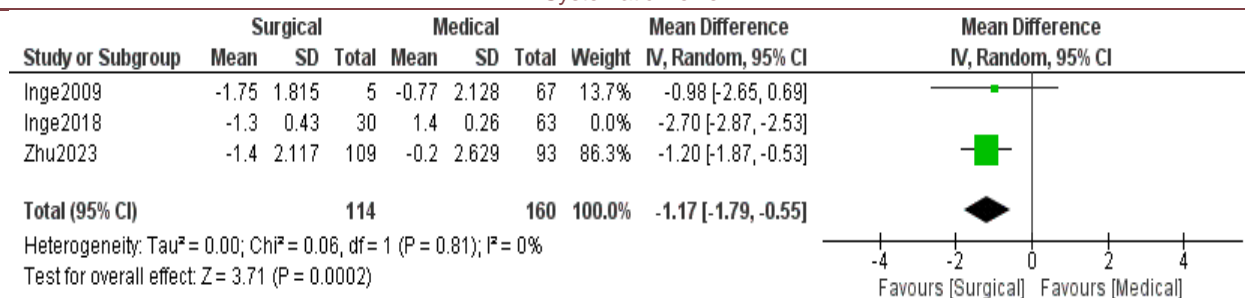 Surgical Medical Mean Difference Mean Difference
Study or Subgroup Mean SD Total Mean SD Total Weight IV, Random, 95% CI IV, Random, 95% CI
Inge2009 -1.75 1.815 5 -0.77 2.128 67 13.7% -0.98 [-2.65, 0.69]
Inge2018 -1.3 0.43 30 1.4 0.26 63 0.0% -2.70 [-2.87, -2.53]
Zhu2023 -1.4 2.117 109 -0.2 2.629 93 86.3% -1.20 [-1.87, -0.53]
Total (95% CI) 114 160 100.0% -1.17 [-1.79, -0.55]
Heterogeneity: Tau² = 0.00; Chi² = 0.06, df = 1 (P = 0.81); I² = 0%
Test for overall effect: Z = 3.71 (P = 0.0002)
-4 -2 0 2 4
Favours [Surgical] Favours [Medical]